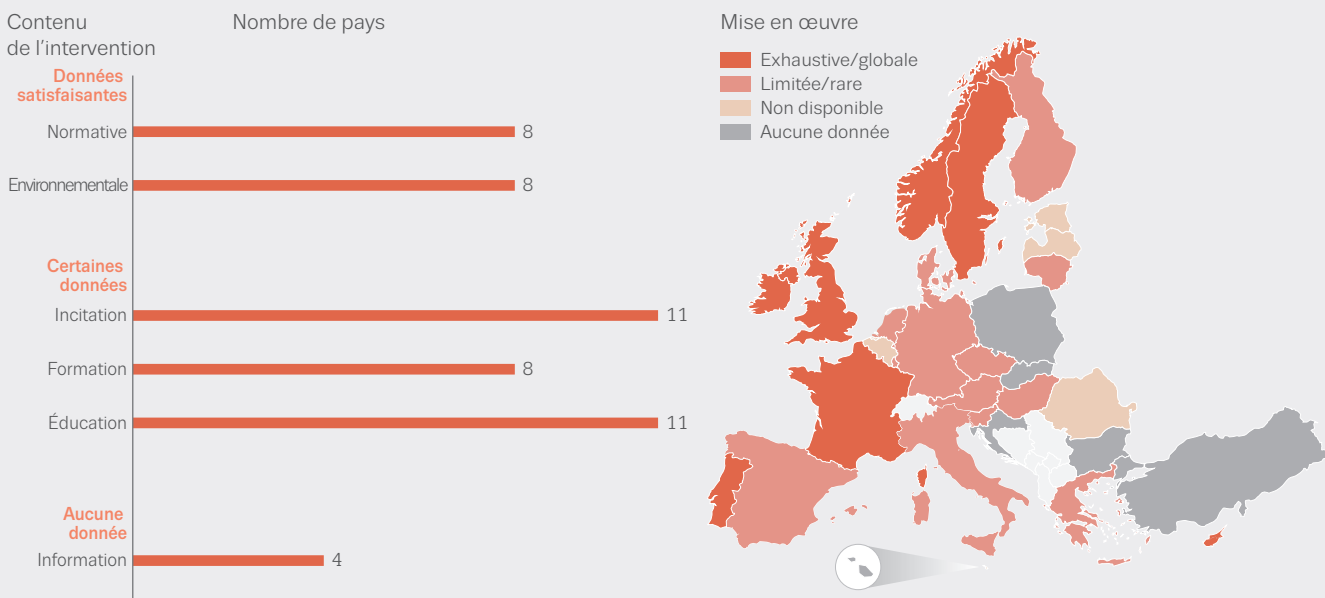 Contenu
de l'intervention
Nombre de pays
Données
satisfaisantes
Normative
8
Environnementale
8
Certaines
données
Incitation
11
Formation
8
Éducation
11
Aucune
donnée
Information
4
Mise en œuvre
Exhaustive/globale
Limitée/rare
Non disponible
Aucune donnée